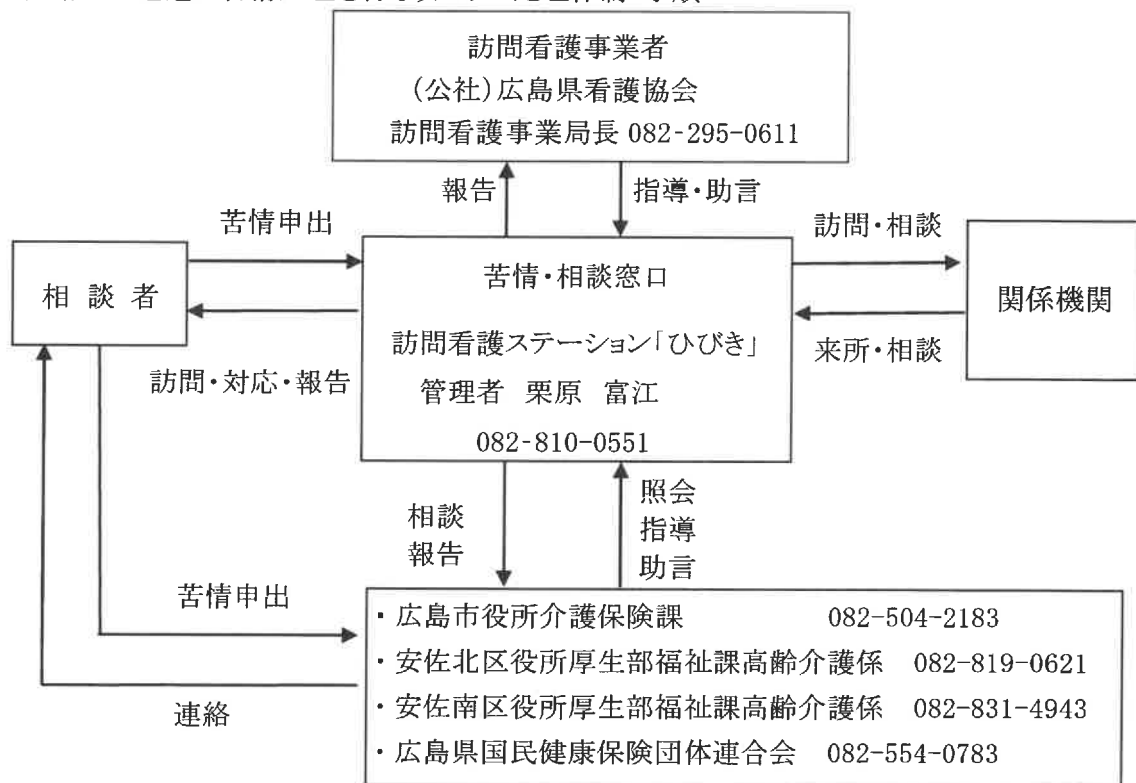 訪問看護事業者
(公社)広島県看護協会
訪問看護事業局長 082-295-0611
報告
指導・助言
苦情申出
訪問・相談
相 談 者
苦情・相談窓口
関係機関
訪問看護ステーション「ひびき」
来所・相談
訪問・対応・報告
管理者 栗原 富江
082-810-0551
相談
報告
照会
指導
助言
苦情申出
・広島市役所介護保険課 082-504-2183
・安佐北区役所厚生部福祉課高齢介護係 082-819-0621
・安佐南区役所厚生部福祉課高齢介護係 082-831-4943
連絡
・広島県国民健康保険団体連合会 082-554-0783